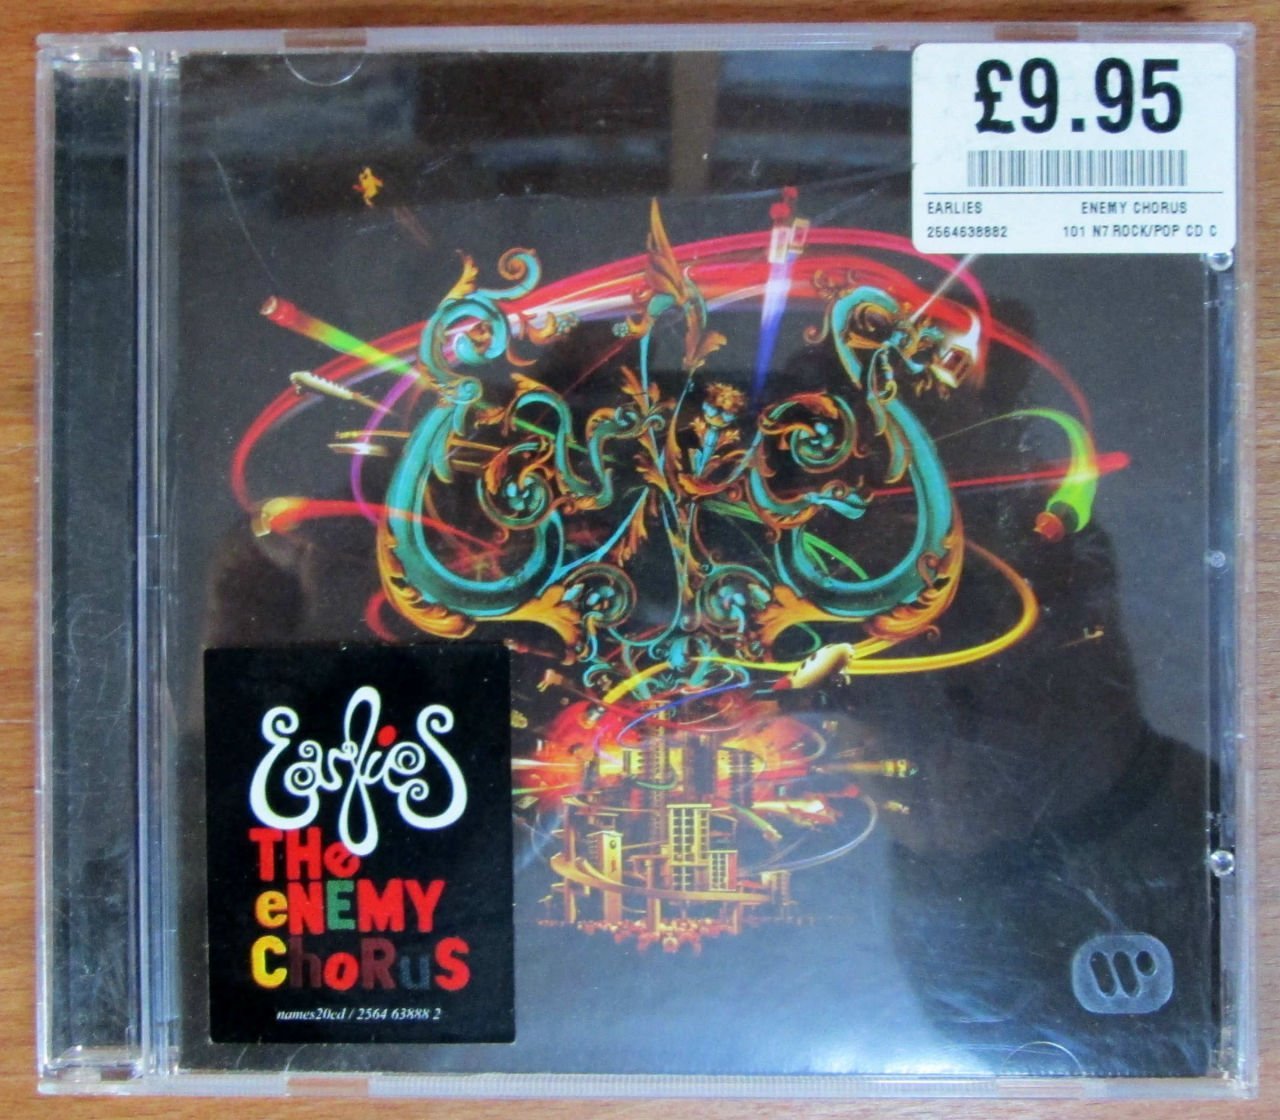 £9.95
EARLIES ENEMY CHORUS
2564638882 101 N7 ROCK/POP CD C
Earlies
Earlies
THe
eNEMY
ChoRuS
names20cd / 2564 63888 2